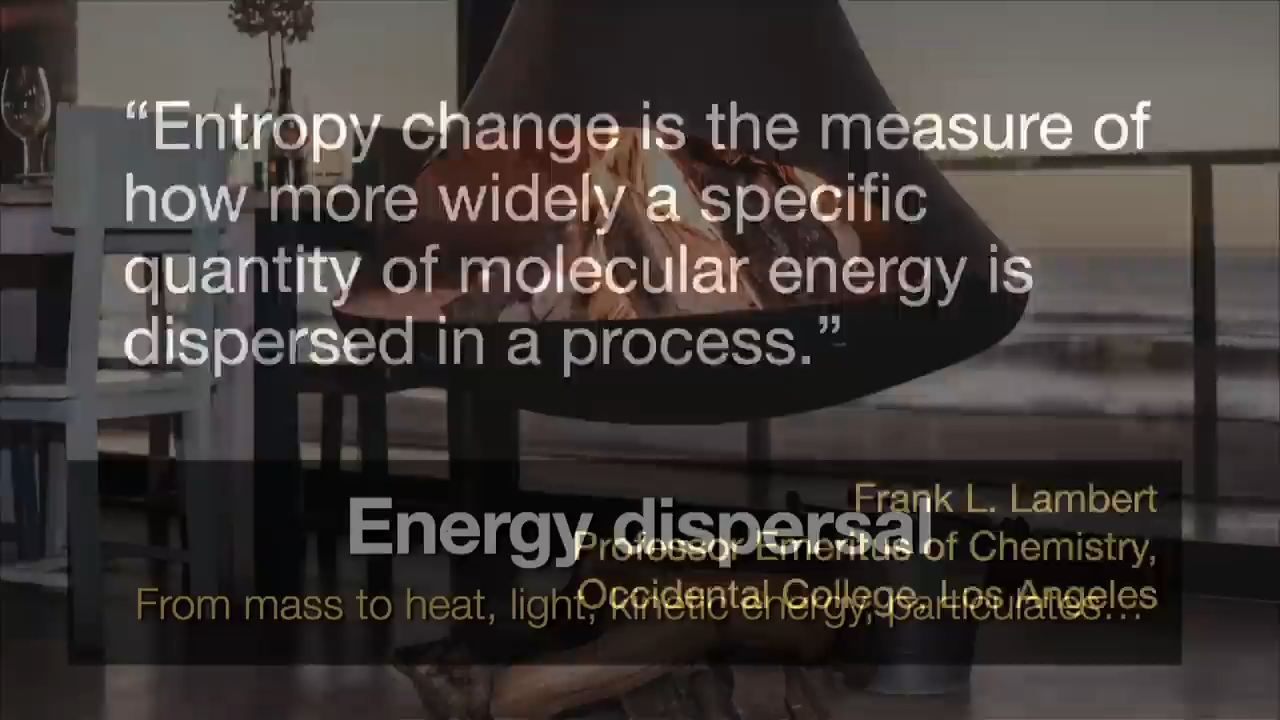 “Entropy change is the measure of
how more widely a specific
quantity of molecular energy is
dispersed in a process.”
Frank L. Lambert
Energy dispersal
Professor Emeritus of Chemistry,
Occidental College, Los Angeles
From mass to heat, light, kinetic energy, particulates…